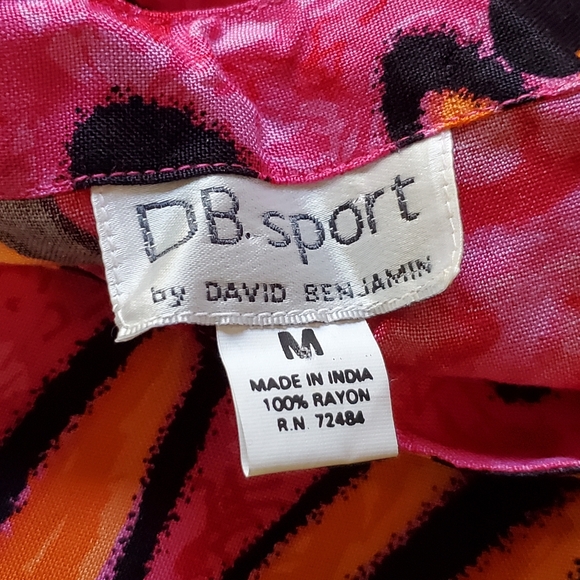 DB. sport
by DAVID BENJAMIN
M
MADE IN INDIA
100% RAYON
R.N. 72484